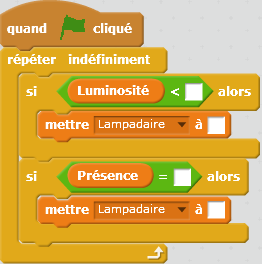 quand cliqué
répéter indéfiniment
si Luminosité < alors
mettre Lampadaire à
si Présence = alors
mettre Lampadaire à